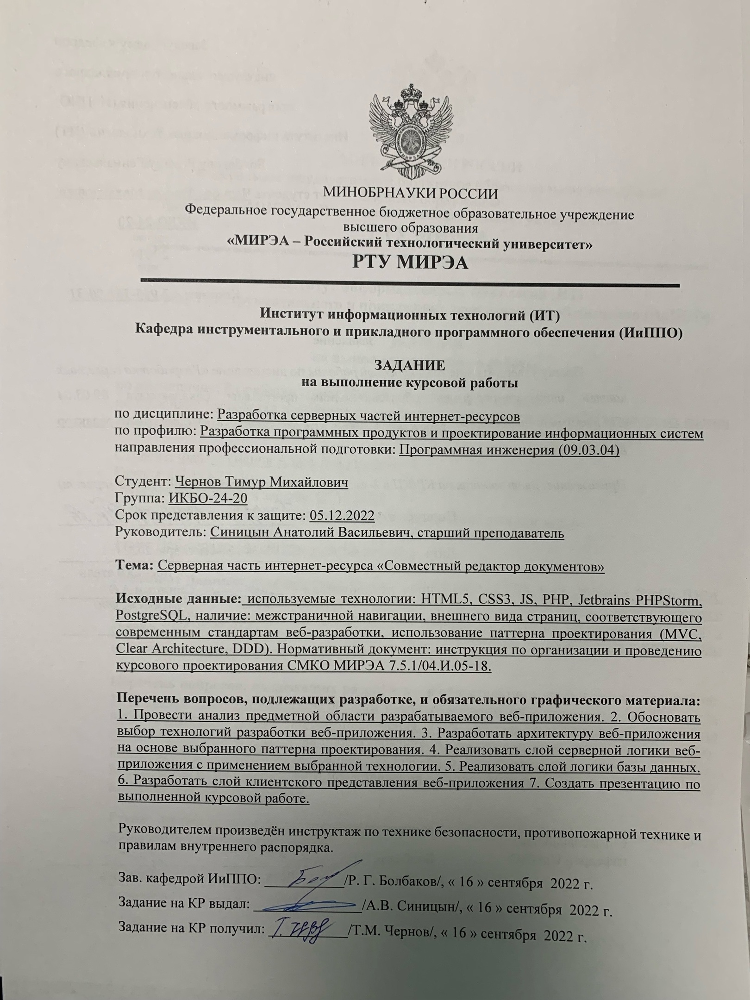 МИНОБРНАУКИ РОССИИ
Федеральное государственное бюджетное образовательное учреждение
высшего образования
«МИРЭА – Российский технологический университет»
РТУ МИРЭА
Институт информационных технологий (ИТ)
Кафедра инструментального и прикладного программного обеспечения (ИиППО)
ЗАДАНИЕ
на выполнение курсовой работы
по дисциплине: Разработка серверных частей интернет-ресурсов
по профилю: Разработка программных продуктов и проектирование информационных систем
направления профессиональной подготовки: Программная инженерия (09.03.04)
Студент: Чернов Тимур Михайлович
Группа: ИКБО-24-20
Срок представления к защите: 05.12.2022
Руководитель: Синицын Анатолий Васильевич, старший преподаватель
Тема: Серверная часть интернет-ресурса «Совместный редактор документов»
Исходные данные: используемые технологии: HTML5, CSS3, JS, PHP, Jetbrains PHPStorm,
PostgreSQL, наличие: межстраничной навигации, внешнего вида страниц, соответствующего
современным стандартам веб-разработки, использование паттерна проектирования (MVC,
Clear Architecture, DDD). Нормативный документ: инструкция по организации и проведению
курсового проектирования СМКО МИРЭА 7.5.1/04.И.05-18.
Перечень вопросов, подлежащих разработке, и обязательного графического материала:
1. Провести анализ предметной области разрабатываемого веб-приложения. 2. Обосновать
выбор технологий разработки веб-приложения. 3. Разработать архитектуру веб-приложения
на основе выбранного паттерна проектирования. 4. Реализовать слой серверной логики веб-
приложения с применением выбранной технологии. 5. Реализовать слой логики базы данных.
6. Разработать слой клиентского представления веб-приложения 7. Создать презентацию по
выполненной курсовой работе.
Руководителем произведён инструктаж по технике безопасности, противопожарной технике и
правилам внутреннего распорядка.
Зав. кафедрой ИиППО: /Р. Г. Болбаков/, « 16 » сентября 2022 г.
Задание на КР выдал: /А.В. Синицын/, « 16 » сентября 2022 г.
Задание на КР получил: /Т.М. Чернов/, « 16 » сентября 2022 г.